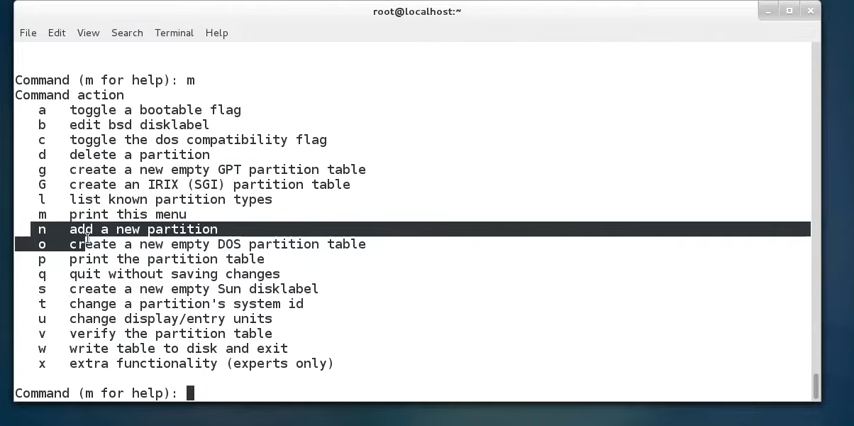 root@localhost:~
File Edit View Search Terminal Help
Command (m for help): m
Command action
a toggle a bootable flag
b edit bsd disklabel
c toggle the dos compatibility flag
d delete a partition
g create a new empty GPT partition table
G create an IRIX (SGI) partition table
l list known partition types
m print this menu
n add a new partition
o create a new empty DOS partition table
p print the partition table
q quit without saving changes
s create a new empty Sun disklabel
t change a partition's system id
u change display/entry units
v verify the partition table
w write table to disk and exit
x extra functionality (experts only)
Command (m for help):